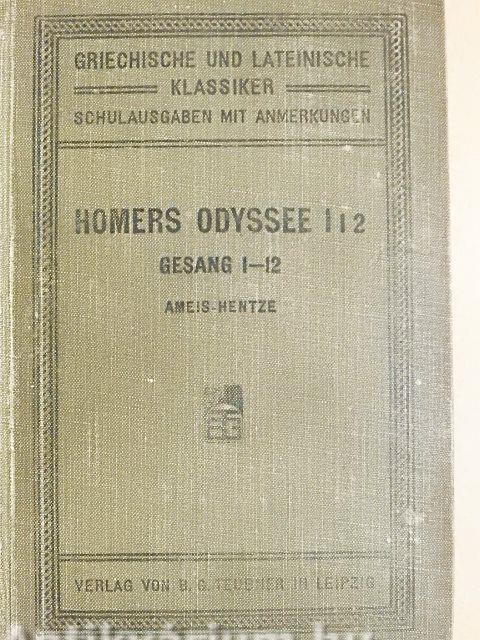 GRIECHISCHE UND LATEINISCHE
KLASSIKER
SCHULAUSGABEN MIT ANMERKUNGEN
HOMERS ODYSSEE I 1 2
GESANG 1—12
AMEIS-HENTZE
VERLAG VON B. G. TEUBNER IN LEIPZIG